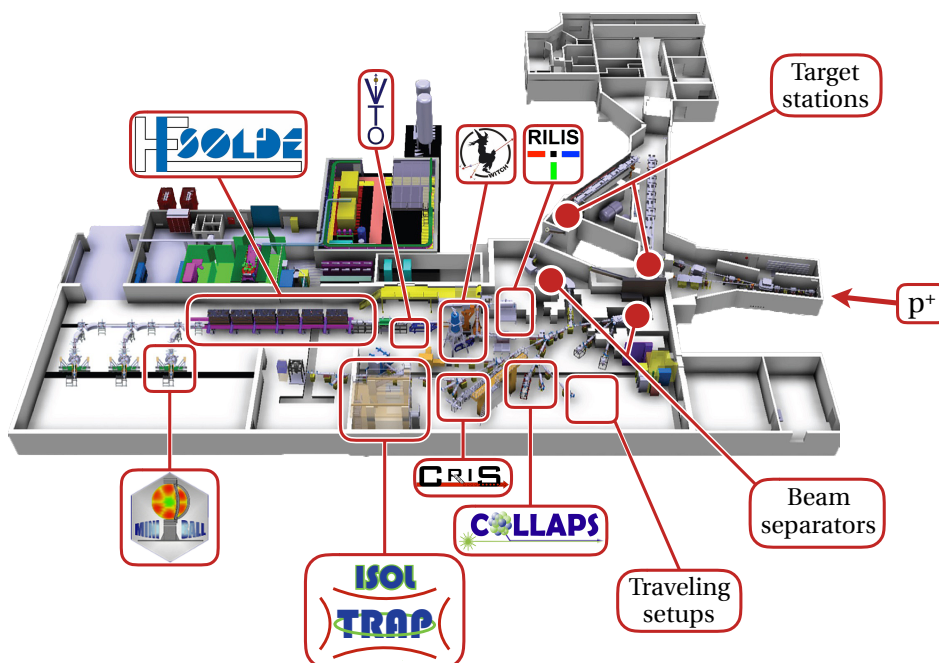 Target
stations
HIE
ISOLDE
VITO
WITCH
RILIS
p⁺
CRIS
MINI BALL
COLLAPS
Beam
separators
ISOL
TRAP
Traveling
setups